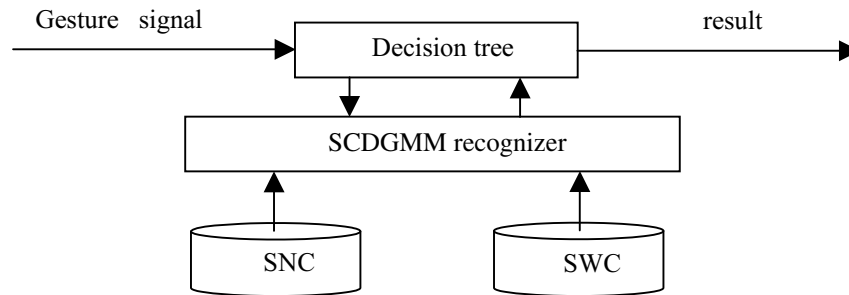 Gesture signal
result
Decision tree
SCDGMM recognizer
SNC
SWC